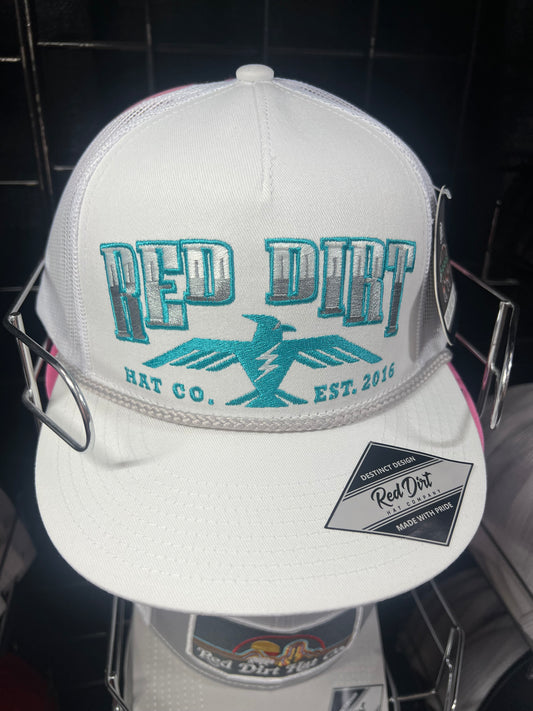 RED DIRT
HAT CO. EST. 2016
DESTINCT DESIGN
Red Dirt
HAT COMPANY
MADE WITH PRIDE
Red Dirt Hat Co